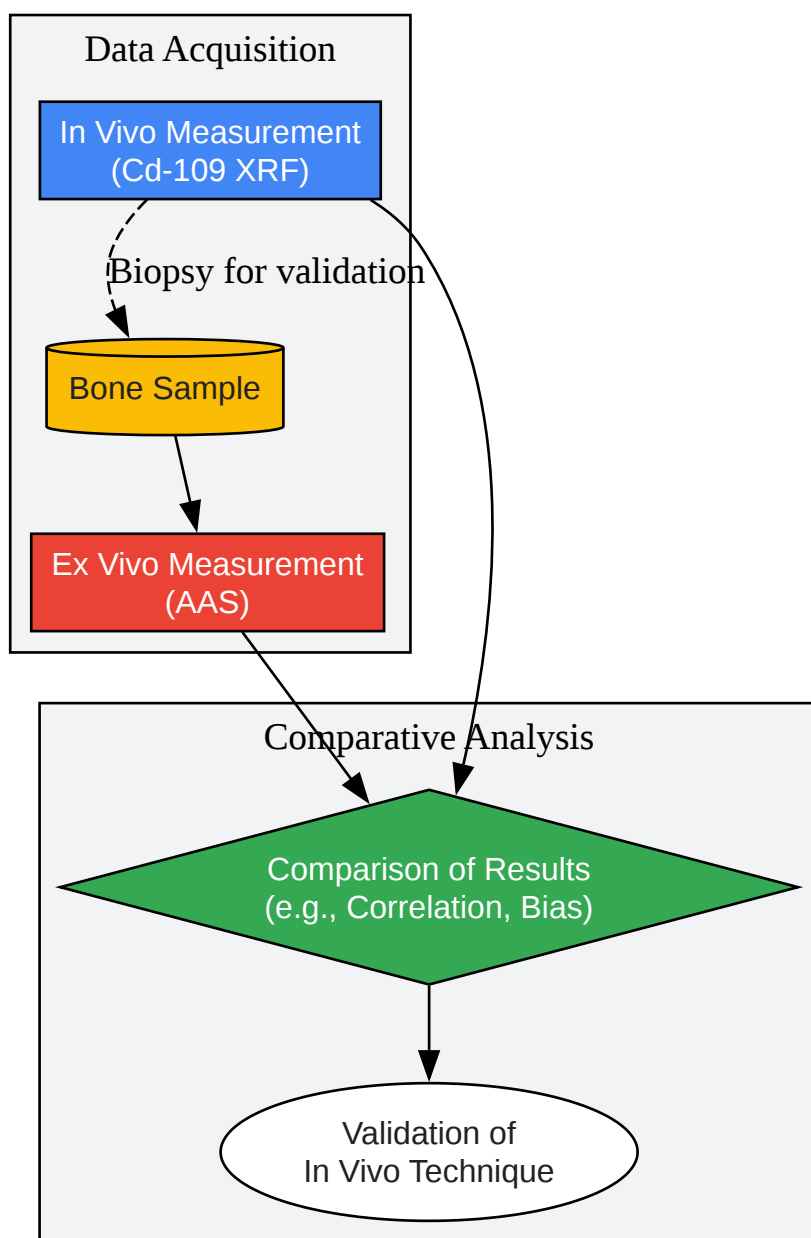 Data Acquisition
In Vivo Measurement
(Cd-109 XRF)
Biopsy for validation
Bone Sample
Ex Vivo Measurement
(AAS)
Comparative Analysis
Comparison of Results
(e.g., Correlation, Bias)
Validation of
In Vivo Technique